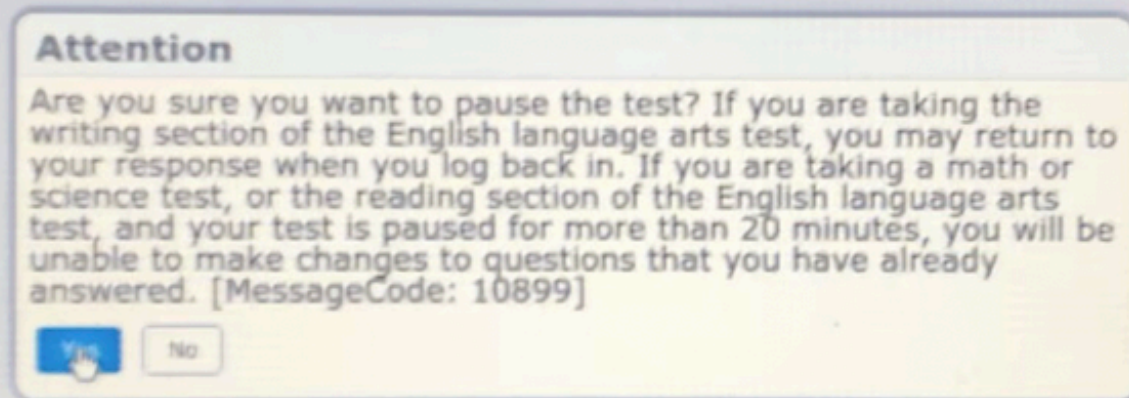 Attention
Are you sure you want to pause the test? If you are taking the
writing section of the English language arts test, you may return to
your response when you log back in. If you are taking a math or
science test, or the reading section of the English language arts
test, and your test is paused for more than 20 minutes, you will be
unable to make changes to questions that you have already
answered. [MessageCode: 10899]
Yes No